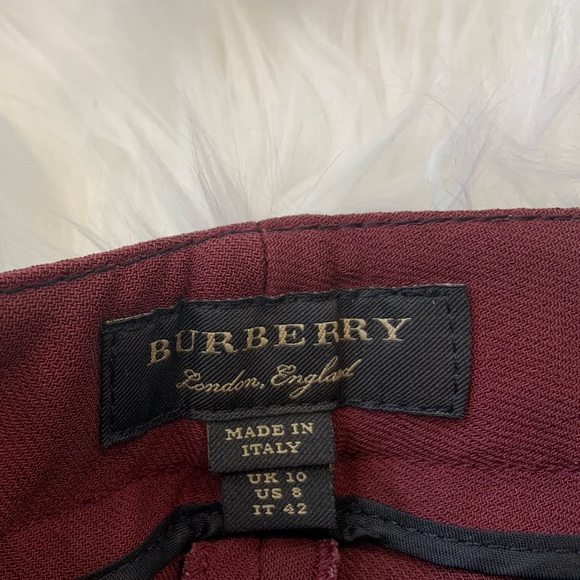 BURBERRY
London, England
MADE IN
ITALY
UK 10
US 8
IT 42